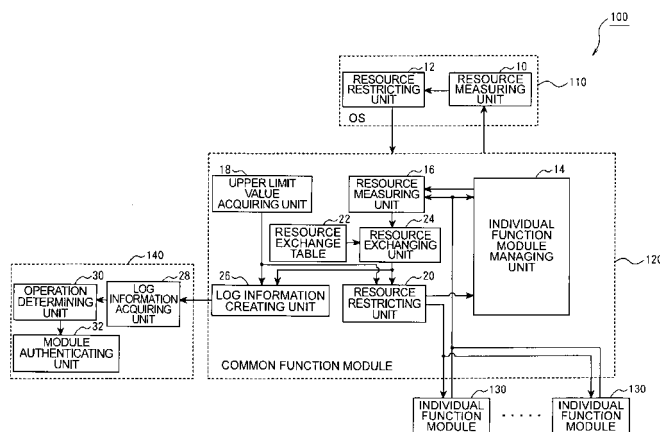 100
12
RESOURCE
RESTRICTING
UNIT
10
RESOURCE
MEASURING
UNIT
110
OS
18
UPPER LIMIT
VALUE
ACQUIRING UNIT
16
RESOURCE
MEASURING
UNIT
14
INDIVIDUAL
FUNCTION
MODULE
MANAGING
UNIT
22
RESOURCE
EXCHANGE
TABLE
24
RESOURCE
EXCHANGING
UNIT
120
140
30
OPERATION
DETERMINING
UNIT
28
LOG
INFORMATION
ACQUIRING
UNIT
26
LOG INFORMATION
CREATING UNIT
20
RESOURCE
RESTRICTING
UNIT
32
MODULE
AUTHENTICATING
UNIT
COMMON FUNCTION MODULE
130
INDIVIDUAL
FUNCTION
MODULE
......
130
INDIVIDUAL
FUNCTION
MODULE